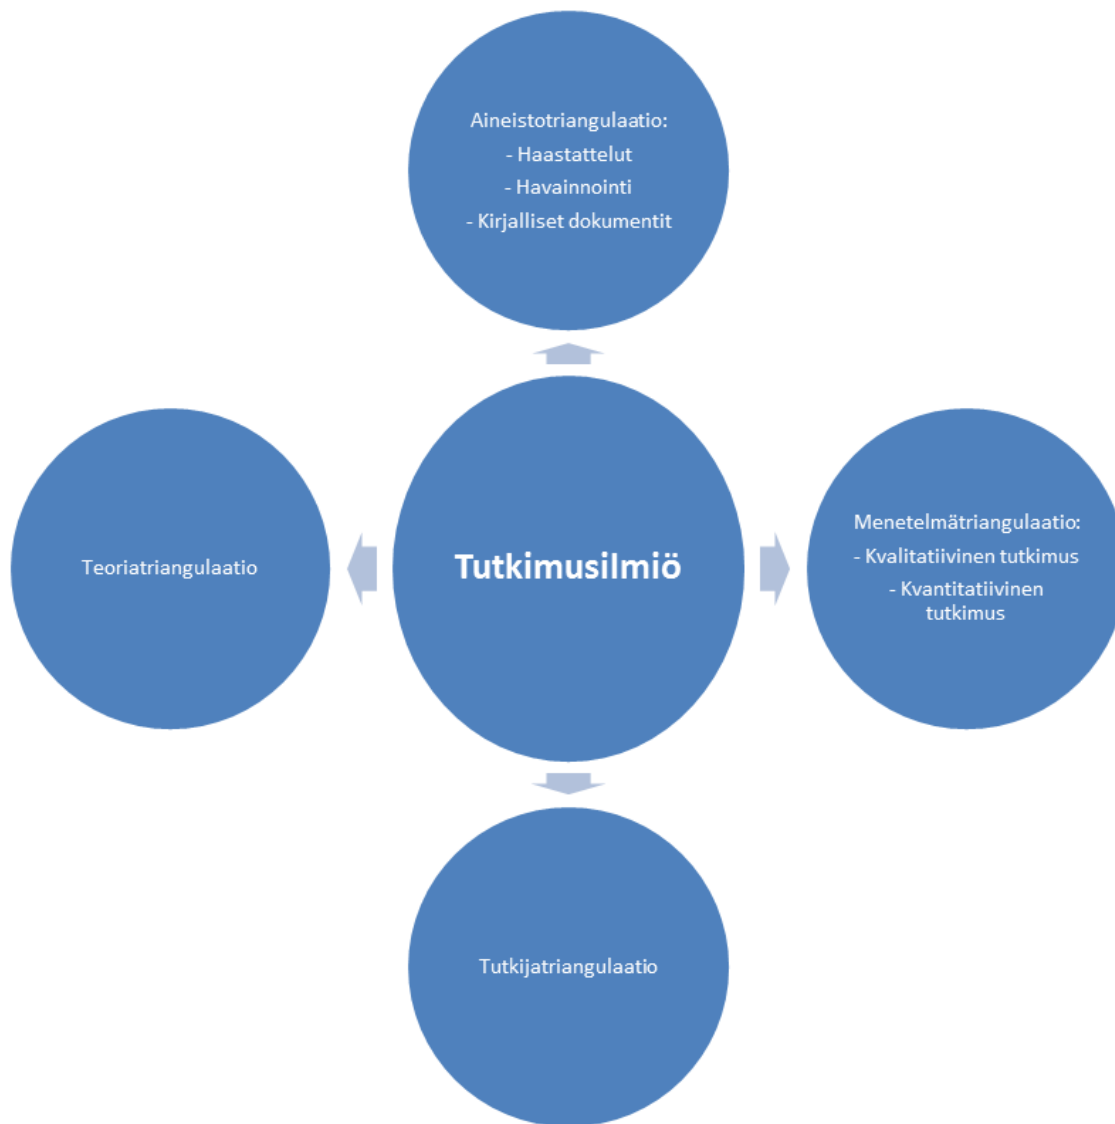 Aineistotriangulaatio:
- Haastattelut
- Havainnointi
- Kirjalliset dokumentit
Teoriatriangulaatio
Tutkimusilmiö
Menetelmätriangulaatio:
- Kvalitatiivinen tutkimus
- Kvantitatiivinen
tutkimus
Tutkijatriangulaatio